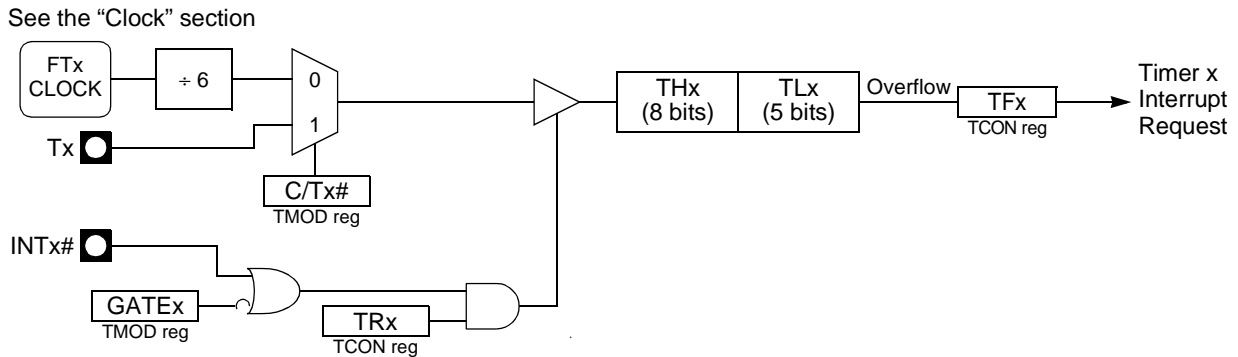 See the “Clock” section
FTx
CLOCK
÷ 6
0
1
Tx
C/Tx#
TMOD reg
THx
(8 bits)
TLx
(5 bits)
Overflow
TFx
TCON reg
Timer x
Interrupt
Request
INTx#
GATEx
TMOD reg
TRx
TCON reg